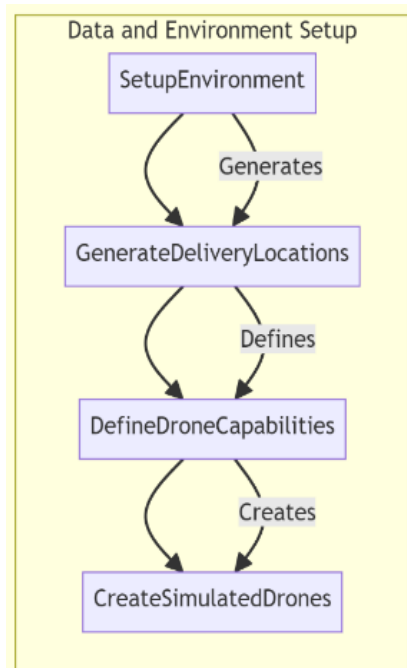 Data and Environment Setup
SetupEnvironment
Generates
GenerateDeliveryLocations
Defines
DefineDroneCapabilities
Creates
CreateSimulatedDrones